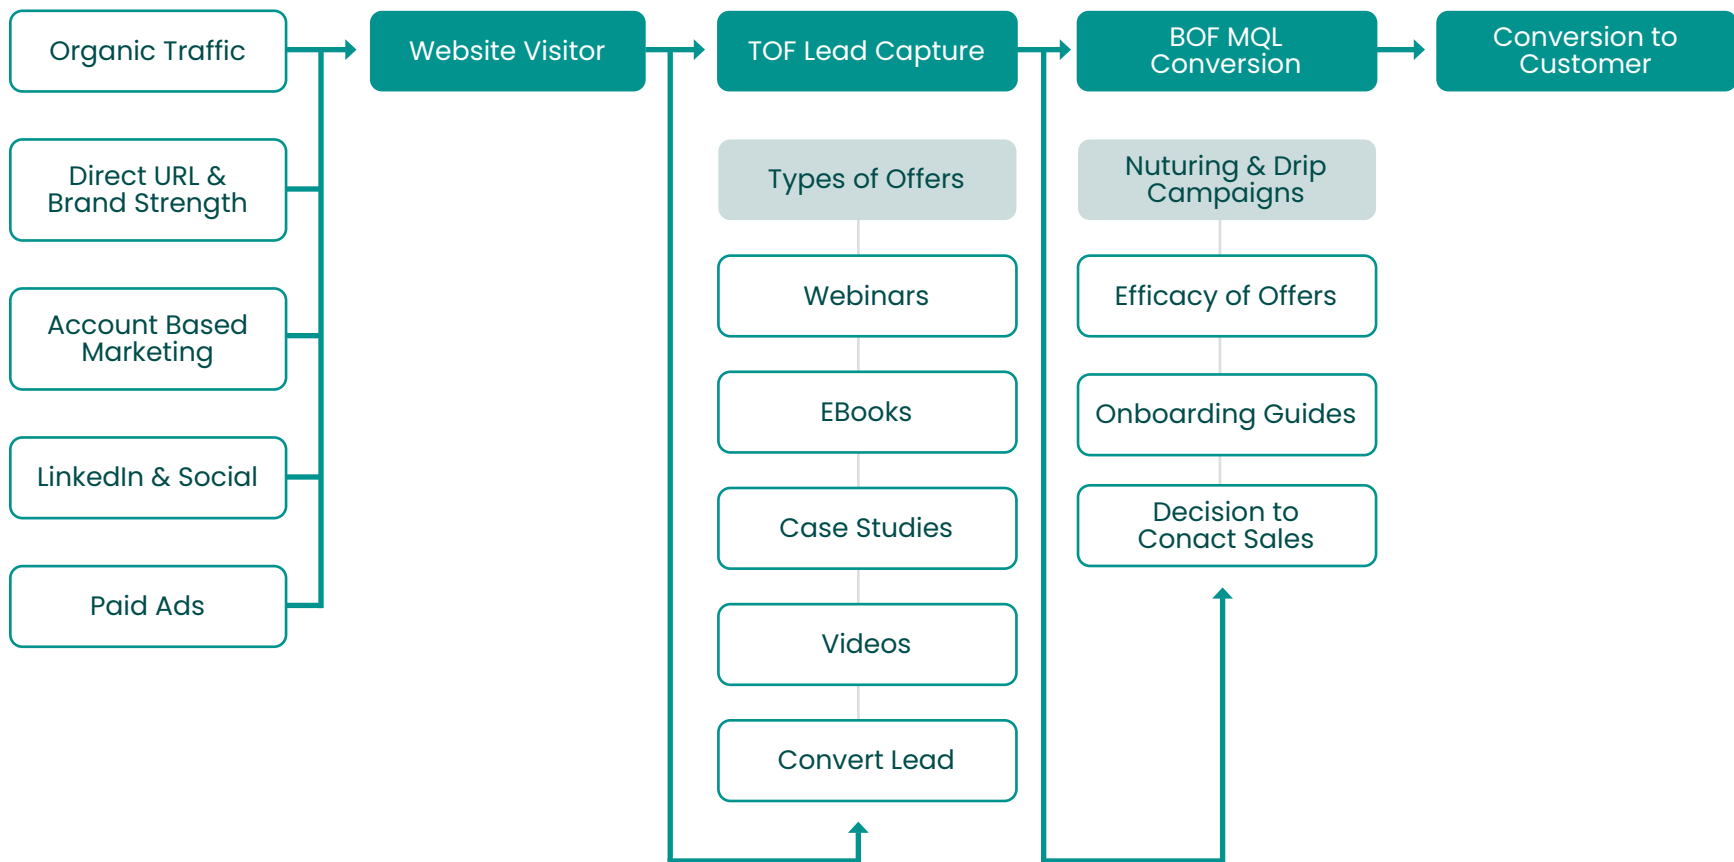 Organic Traffic
Website Visitor
TOF Lead Capture
BOF MQL
Conversion
Conversion to
Customer
Direct URL &
Brand Strength
Account Based
Marketing
LinkedIn & Social
Paid Ads
Types of Offers
Webinars
EBooks
Case Studies
Videos
Convert Lead
Nuturing & Drip
Campaigns
Efficacy of Offers
Onboarding Guides
Decision to
Conact Sales